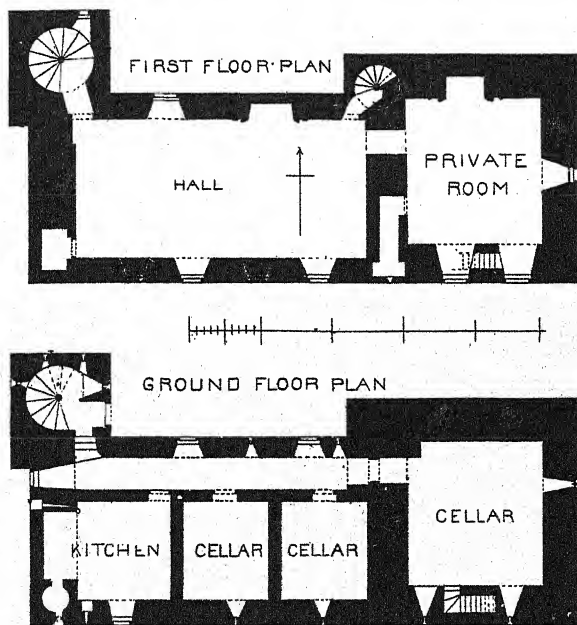 FIRST FLOOR·PLAN
HALL
PRIVATE
ROOM
GROUND FLOOR PLAN
KITCHEN
CELLAR
CELLAR
CELLAR